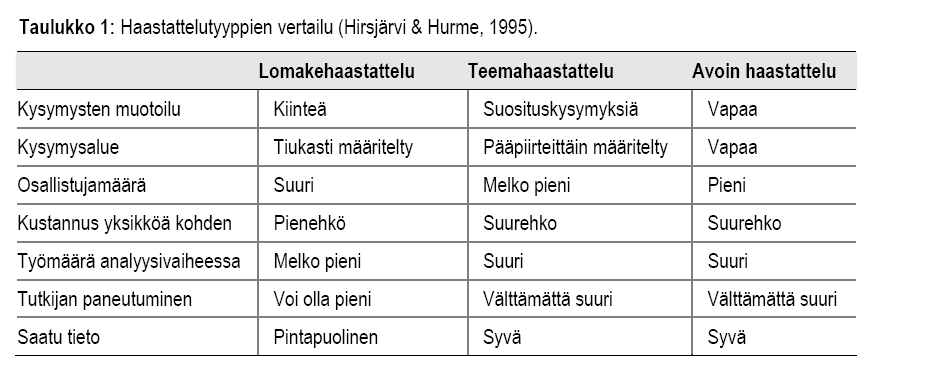 Taulukko 1: Haastattelutyyppien vertailu (Hirsjärvi & Hurme, 1995).
Lomakehaastattelu Teemahaastattelu Avoin haastattelu
Kysymysten muotoilu Kiinteä Suosituskysymyksiä Vapaa
Kysymysalue Tiukasti määritelty Pääpiirteittäin määritelty Vapaa
Osallistujamäärä Suuri Melko pieni Pieni
Kustannus yksikköä kohden Pienehkö Suurehko Suurehko
Työmäärä analyysivaiheessa Melko pieni Suuri Suuri
Tutkijan paneutuminen Voi olla pieni Välttämättä suuri Välttämättä suuri
Saatu tieto Pintapuolinen Syvä Syvä